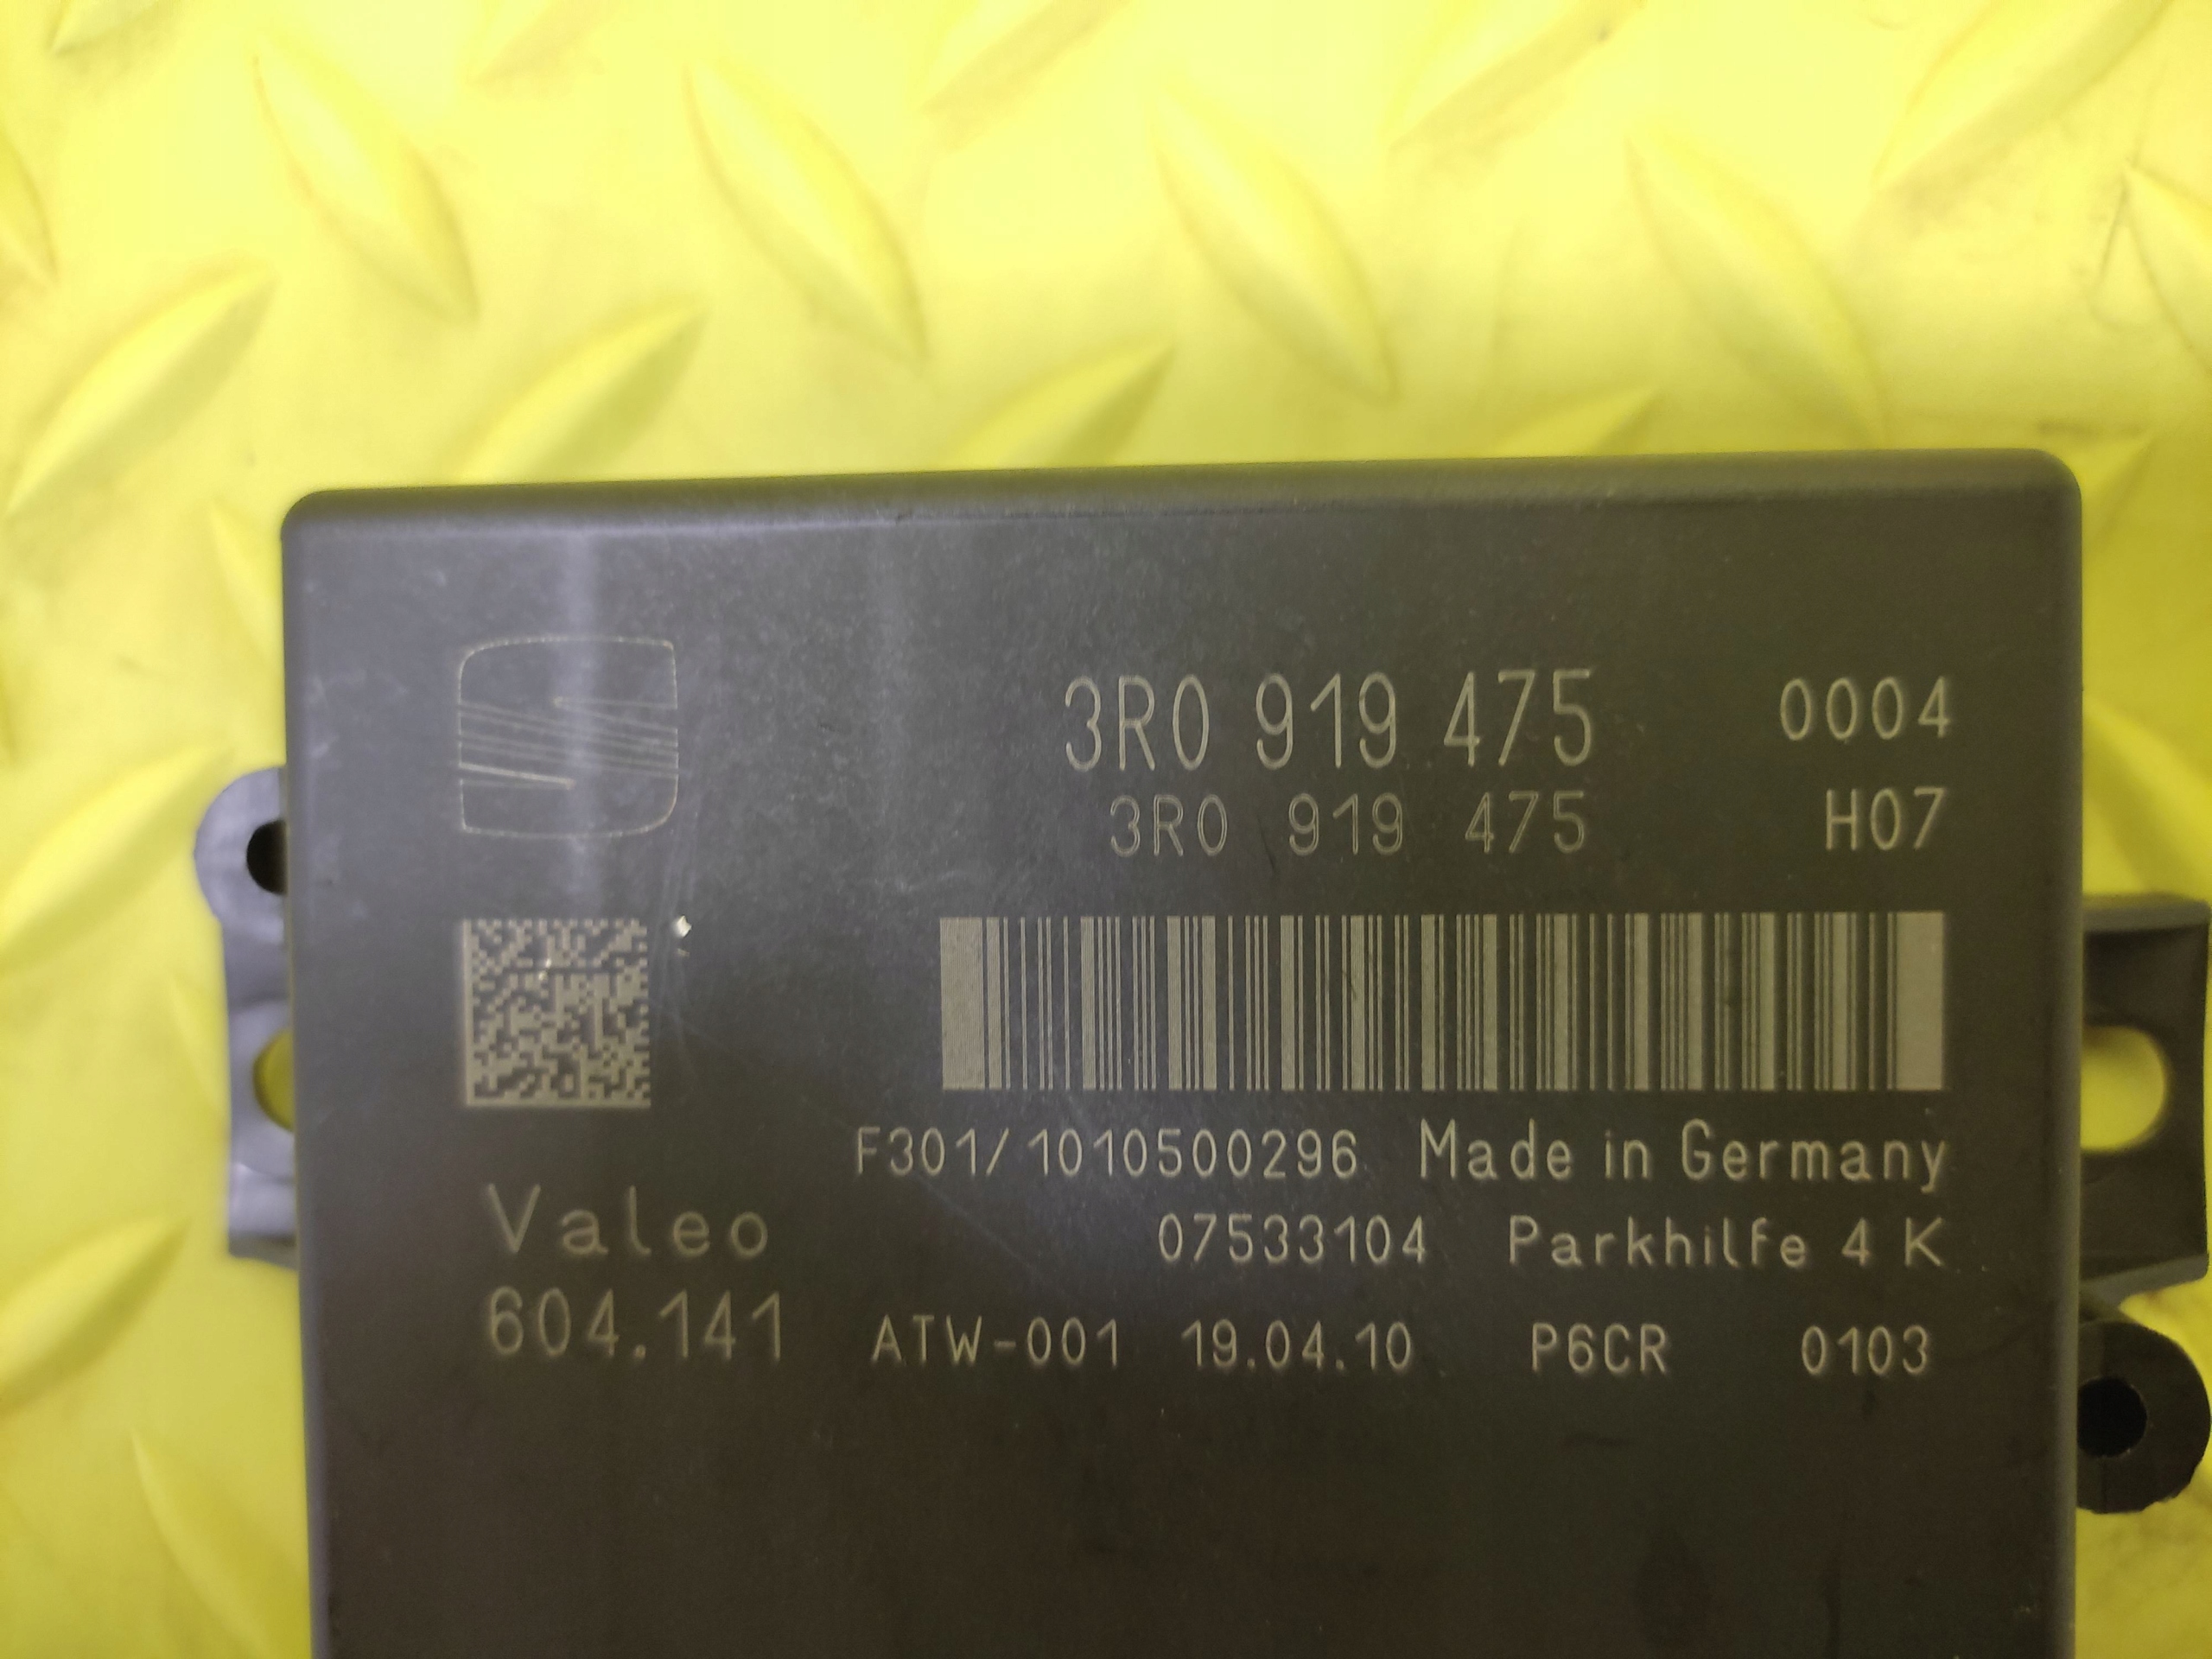 3R0 919 475 0004
3R0 919 475 H07
F301/1010500296 Made in Germany
Valeo 07533104 Parkhilfe 4 K
604.141 ATW-001 19.04.10 P6CR 0103